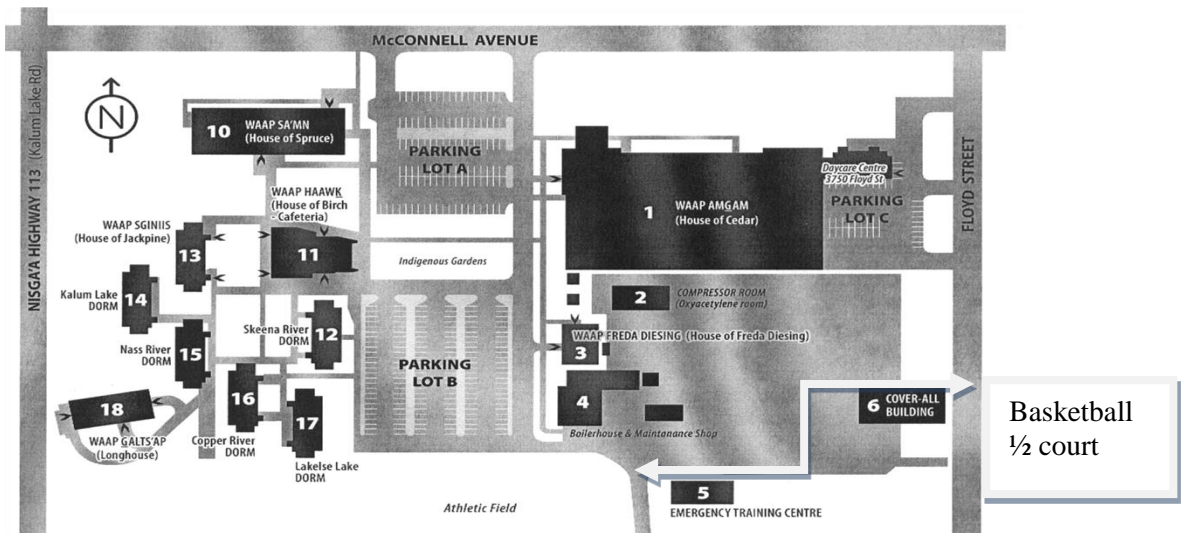 McCONNELL AVENUE
NISGA'A HIGHWAY 113 (Kalum Lake Rd)
N
10 WAAP SA'MN
(House of Spruce)
PARKING
LOT A
WAAP HAAWK
(House of Birch
- Cafeteria)
11
WAAP SGINIIS
(House of Jackpine)
13
1 WAAP AMGAM
(House of Cedar)
Daycare Centre
3750 Floyd St
PARKING
LOT C
FLOYD STREET
Indigenous Gardens
Kalum Lake
DORM
14
Nass River
DORM
15
Skeena River
DORM
12
2 COMPRESSOR ROOM
(Oxyacetylene room)
WAAP FREDA DIESING (House of Freda Diesing)
3
PARKING
LOT B
16
Copper River
DORM
17
Lakelse Lake
DORM
18
WAAP GALTS'AP
(Longhouse)
4
Boilerhouse & Maintanance Shop
6 COVER-ALL
BUILDING
Basketball
½ court
5
EMERGENCY TRAINING CENTRE
Athletic Field